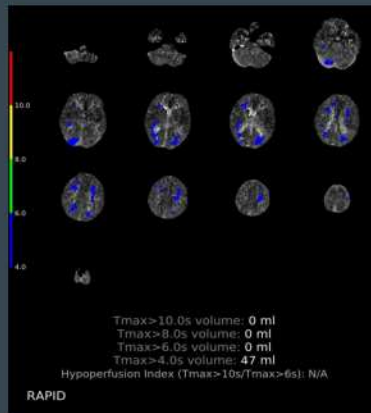 10.0
8.0
6.0
4.0
Tmax>10.0s volume: 0 ml
Tmax>8.0s volume: 0 ml
Tmax>6.0s volume: 0 ml
Tmax>4.0s volume: 47 ml
Hypoperfusion Index (Tmax>10s/Tmax>6s): N/A
RAPID